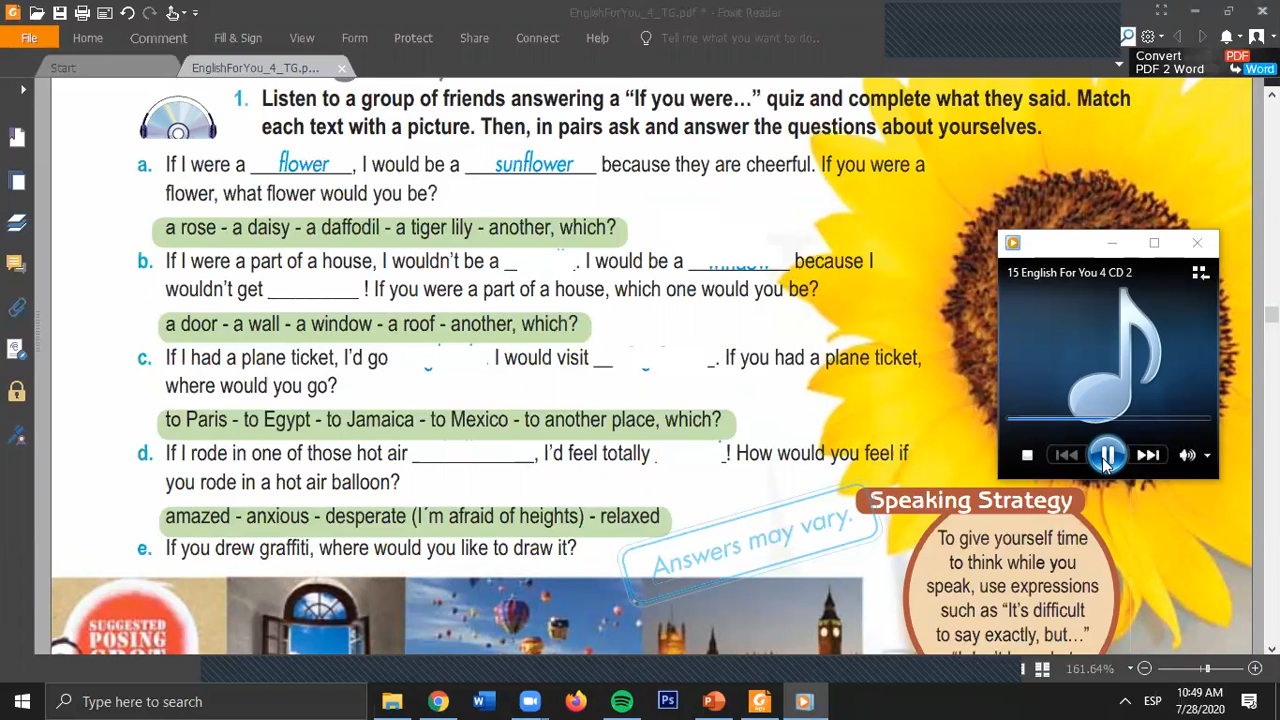 EnglishForYou_4_TG.pdf * - Foxit Reader
File Home Comment Fill & Sign View Form Protect Share Connect Help Tell me what you want to do..
Convert PDF
PDF 2 Word Word
Start EnglishForYou_4_TG.p...
1. Listen to a group of friends answering a “If you were…” quiz and complete what they said. Match
each text with a picture. Then, in pairs ask and answer the questions about yourselves.
a. If I were a flower, I would be a sunflower because they are cheerful. If you were a
flower, what flower would you be?
a rose - a daisy - a daffodil - a tiger lily - another, which?
b. If I were a part of a house, I wouldn't be a _ . I would be a window because I
wouldn't get _________ ! If you were a part of a house, which one would you be?
a door - a wall - a window - a roof - another, which?
c. If I had a plane ticket, I'd go . I would visit __ _. If you had a plane ticket,
where would you go?
to Paris - to Egypt - to Jamaica - to Mexico - to another place, which?
d. If I rode in one of those hot air ____________, I'd feel totally ! How would you feel if
you rode in a hot air balloon?
amazed - anxious - desperate (I´m afraid of heights) - relaxed
e. If you drew graffiti, where would you like to draw it?
Answers may vary.
SUGGESTED
POSING
15 English For You 4 CD 2
Speaking Strategy
To give yourself time
to think while you
speak, use expressions
such as “It's difficult
to say exactly, but…”
161.64%
Type here to search
ESP
10:49 AM
7/28/2020